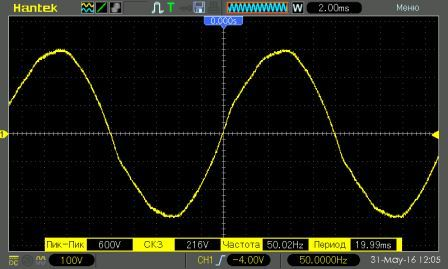 Hantek T W 2.00ms Меню
0.000s
1
Пик-Пик 600V СКЗ 216V Частота 50.02Hz Период 19.99ms
DC 100V CH1 -4.00V 50.0000Hz 31-May-16 12:05